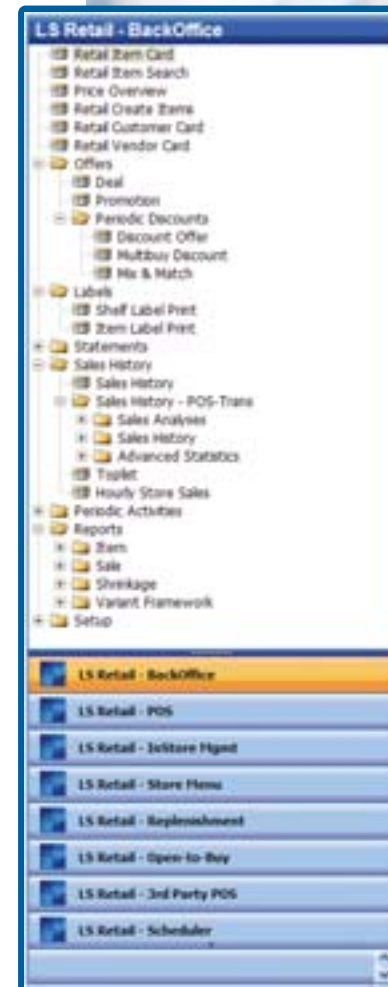 LS Retail - BackOffice
Retail Item Card
Retail Item Search
Price Overview
Retail Create Items
Retail Customer Card
Retail Vendor Card
Offers
Deal
Promotion
Periodic Discounts
Discount Offer
Multibuy Discount
Mix & Match
Labels
Shelf Label Print
Item Label Print
Statements
Sales History
Sales History
Sales History - POS-Trans
Sales Analyses
Sales History
Advanced Statistics
Toplist
Hourly Store Sales
Periodic Activities
Reports
Item
Sale
Shrinkage
Variant Framework
Setup
LS Retail - BackOffice
LS Retail - POS
LS Retail - InStore Mgmt
LS Retail - Store Menu
LS Retail - Replenishment
LS Retail - Open-to-Buy
LS Retail - 3rd Party POS
LS Retail - Scheduler